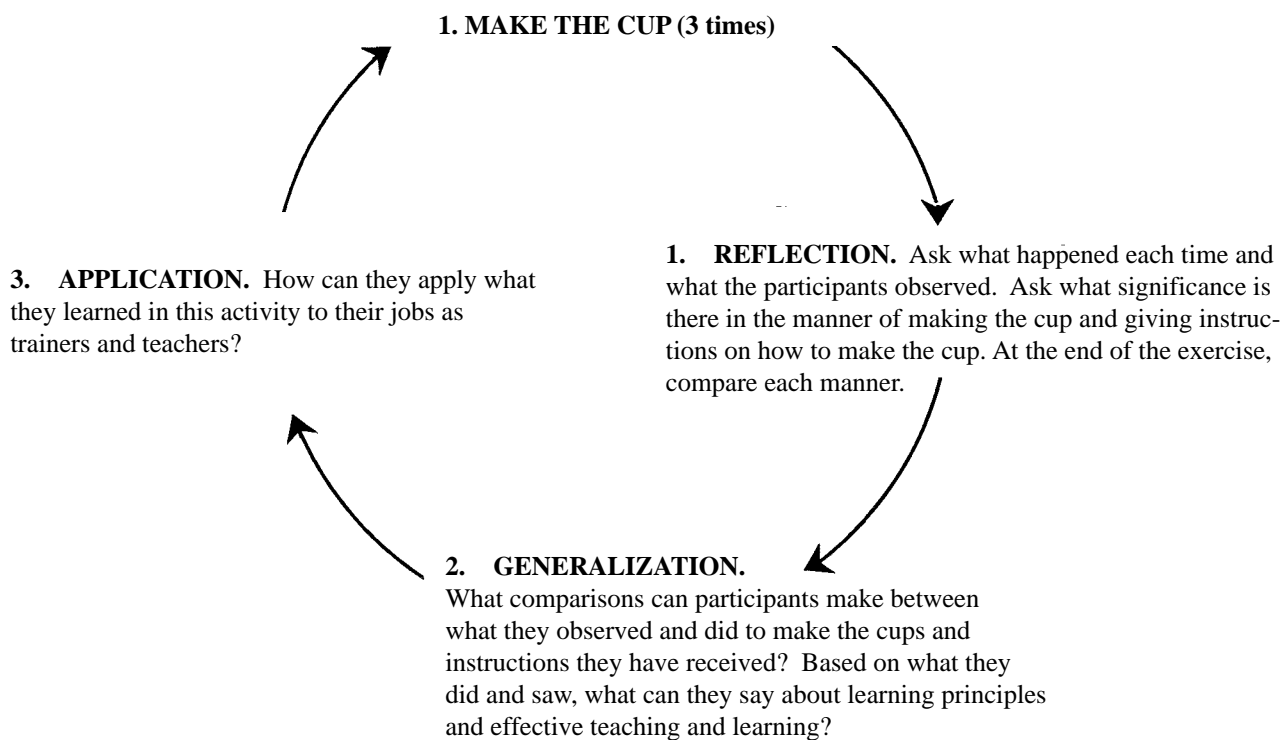 1. MAKE THE CUP (3 times)
1. REFLECTION. Ask what happened each time and
what the participants observed. Ask what significance is
there in the manner of making the cup and giving instruc-
tions on how to make the cup. At the end of the exercise,
compare each manner.
2. GENERALIZATION.
What comparisons can participants make between
what they observed and did to make the cups and
instructions they have received? Based on what they
did and saw, what can they say about learning principles
and effective teaching and learning?
3. APPLICATION. How can they apply what
they learned in this activity to their jobs as
trainers and teachers?